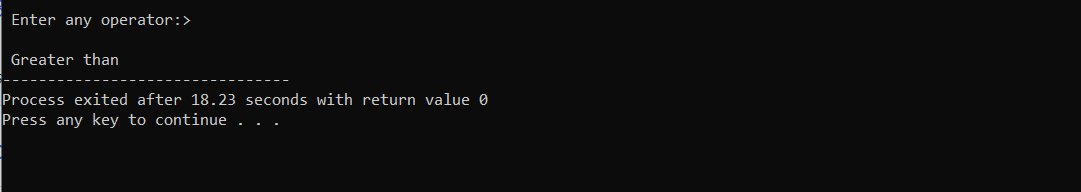 Enter any operator:>
Greater than
--------------------------------
Process exited after 18.23 seconds with return value 0
Press any key to continue . . .